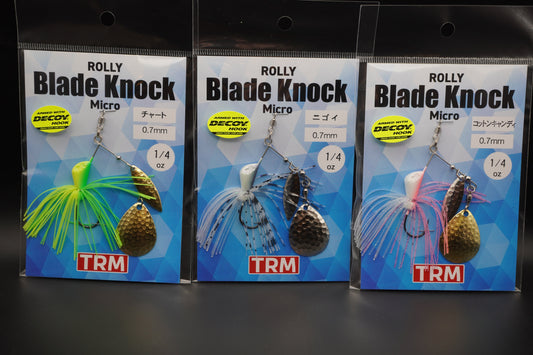 ROLLY
Blade Knock
Micro
ARMED WITH
DECOY
HOOK
チャート
0.7mm
1/4
oz
TRM
ROLLY
Blade Knock
Micro
ARMED WITH
DECOY
HOOK
ニゴイ
0.7mm
1/4
oz
TRM
ROLLY
Blade Knock
Micro
ARMED WITH
DECOY
HOOK
コットンキャンディ
0.7mm
1/4
oz
TRM